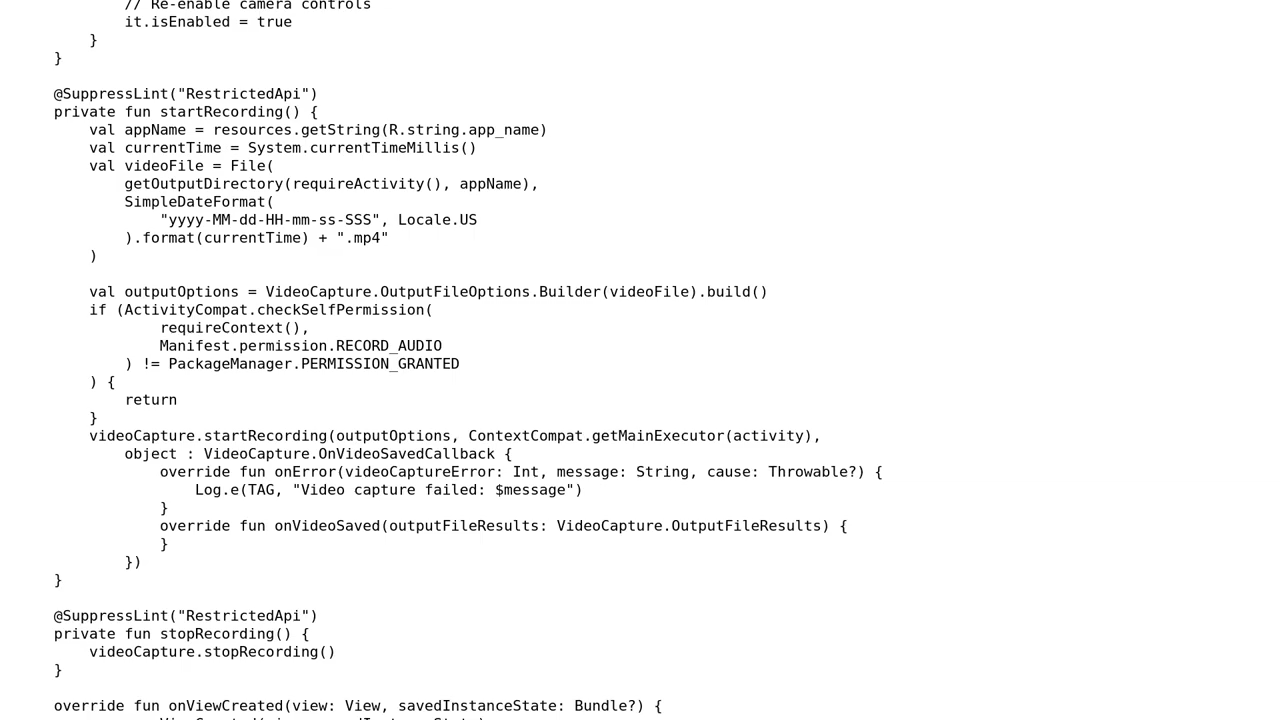 // Re-enable camera controls
it.isEnabled = true
}
}
@SuppressLint("RestrictedApi")
private fun startRecording() {
val appName = resources.getString(R.string.app_name)
val currentTime = System.currentTimeMillis()
val videoFile = File(
getOutputDirectory(requireActivity(), appName),
SimpleDateFormat(
"yyyy-MM-dd-HH-mm-ss-SSS", Locale.US
).format(currentTime) + ".mp4"
)
val outputOptions = VideoCapture.OutputFileOptions.Builder(videoFile).build()
if (ActivityCompat.checkSelfPermission(
requireContext(),
Manifest.permission.RECORD_AUDIO
) != PackageManager.PERMISSION_GRANTED
) {
return
}
videoCapture.startRecording(outputOptions, ContextCompat.getMainExecutor(activity),
object : VideoCapture.OnVideoSavedCallback {
override fun onError(videoCaptureError: Int, message: String, cause: Throwable?) {
Log.e(TAG, "Video capture failed: $message")
}
override fun onVideoSaved(outputFileResults: VideoCapture.OutputFileResults) {
}
})
}
@SuppressLint("RestrictedApi")
private fun stopRecording() {
videoCapture.stopRecording()
}
override fun onViewCreated(view: View, savedInstanceState: Bundle?) {